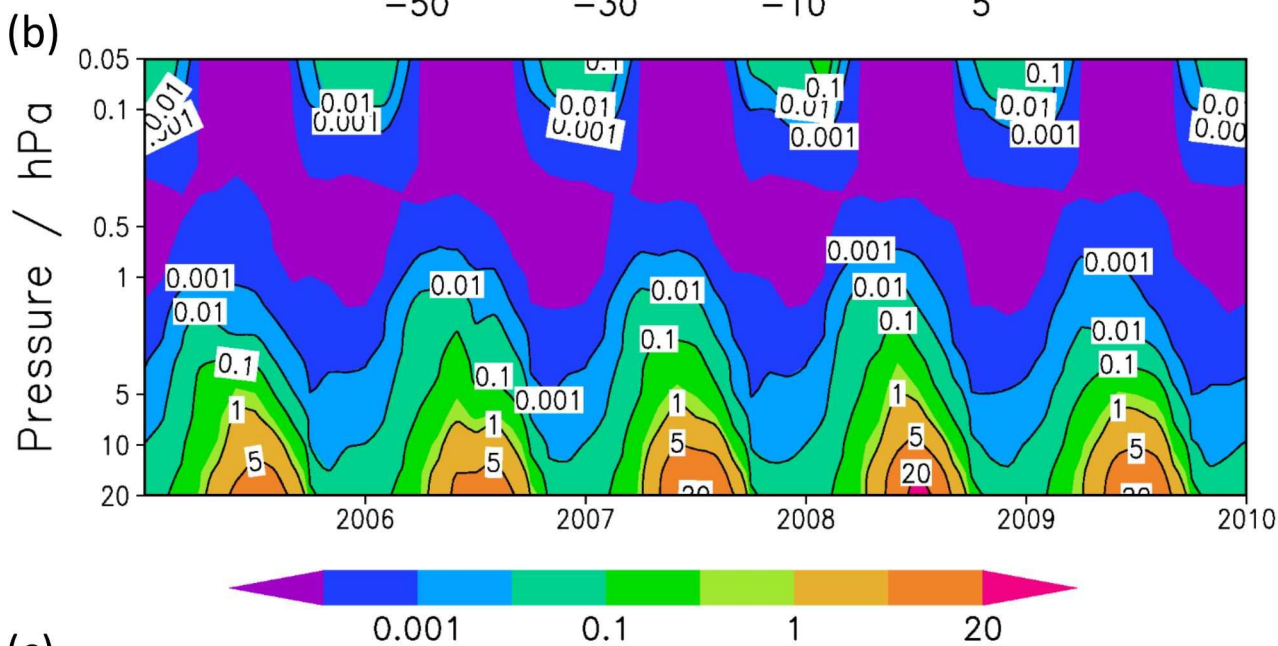 −50 −30 −10 5
(b)
0.05
0.1
0.5
1
5
10
20
Pressure / hPa
0.1 0.1
0.01 0.01 0.01 0.1 0.01
.001 0.001 0.001 0.01 0.001 0.001
0.001 0.001 0.001
0.01 0.01 0.01 0.01 0.01
0.1 0.1 0.1 0.1 0.1
0.001
1 1 1 1 1
5 5 5 5 5
20
2006 2007 2008 2009 2010
0.001 0.1 1 20